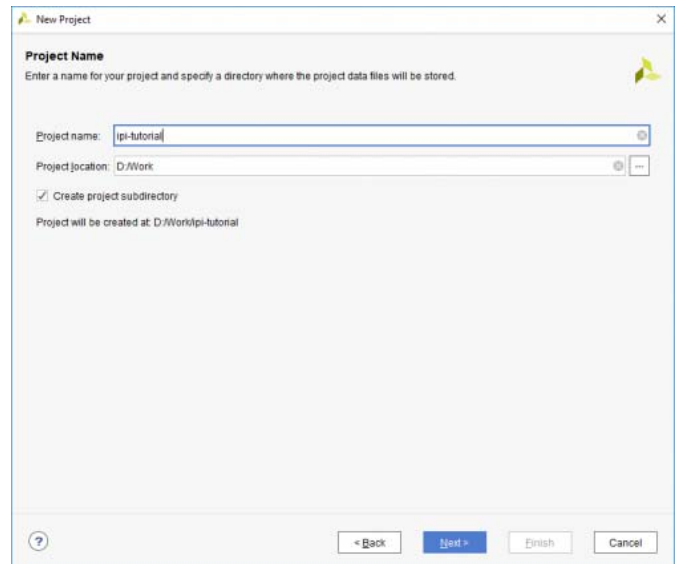 New Project
Project Name
Enter a name for your project and specify a directory where the project data files will be stored.
Project name: ipi-tutorial
Project location: D:/Work ...
Create project subdirectory
Project will be created at: D:/Work/ipi-tutorial
? < Back Next > Finish Cancel